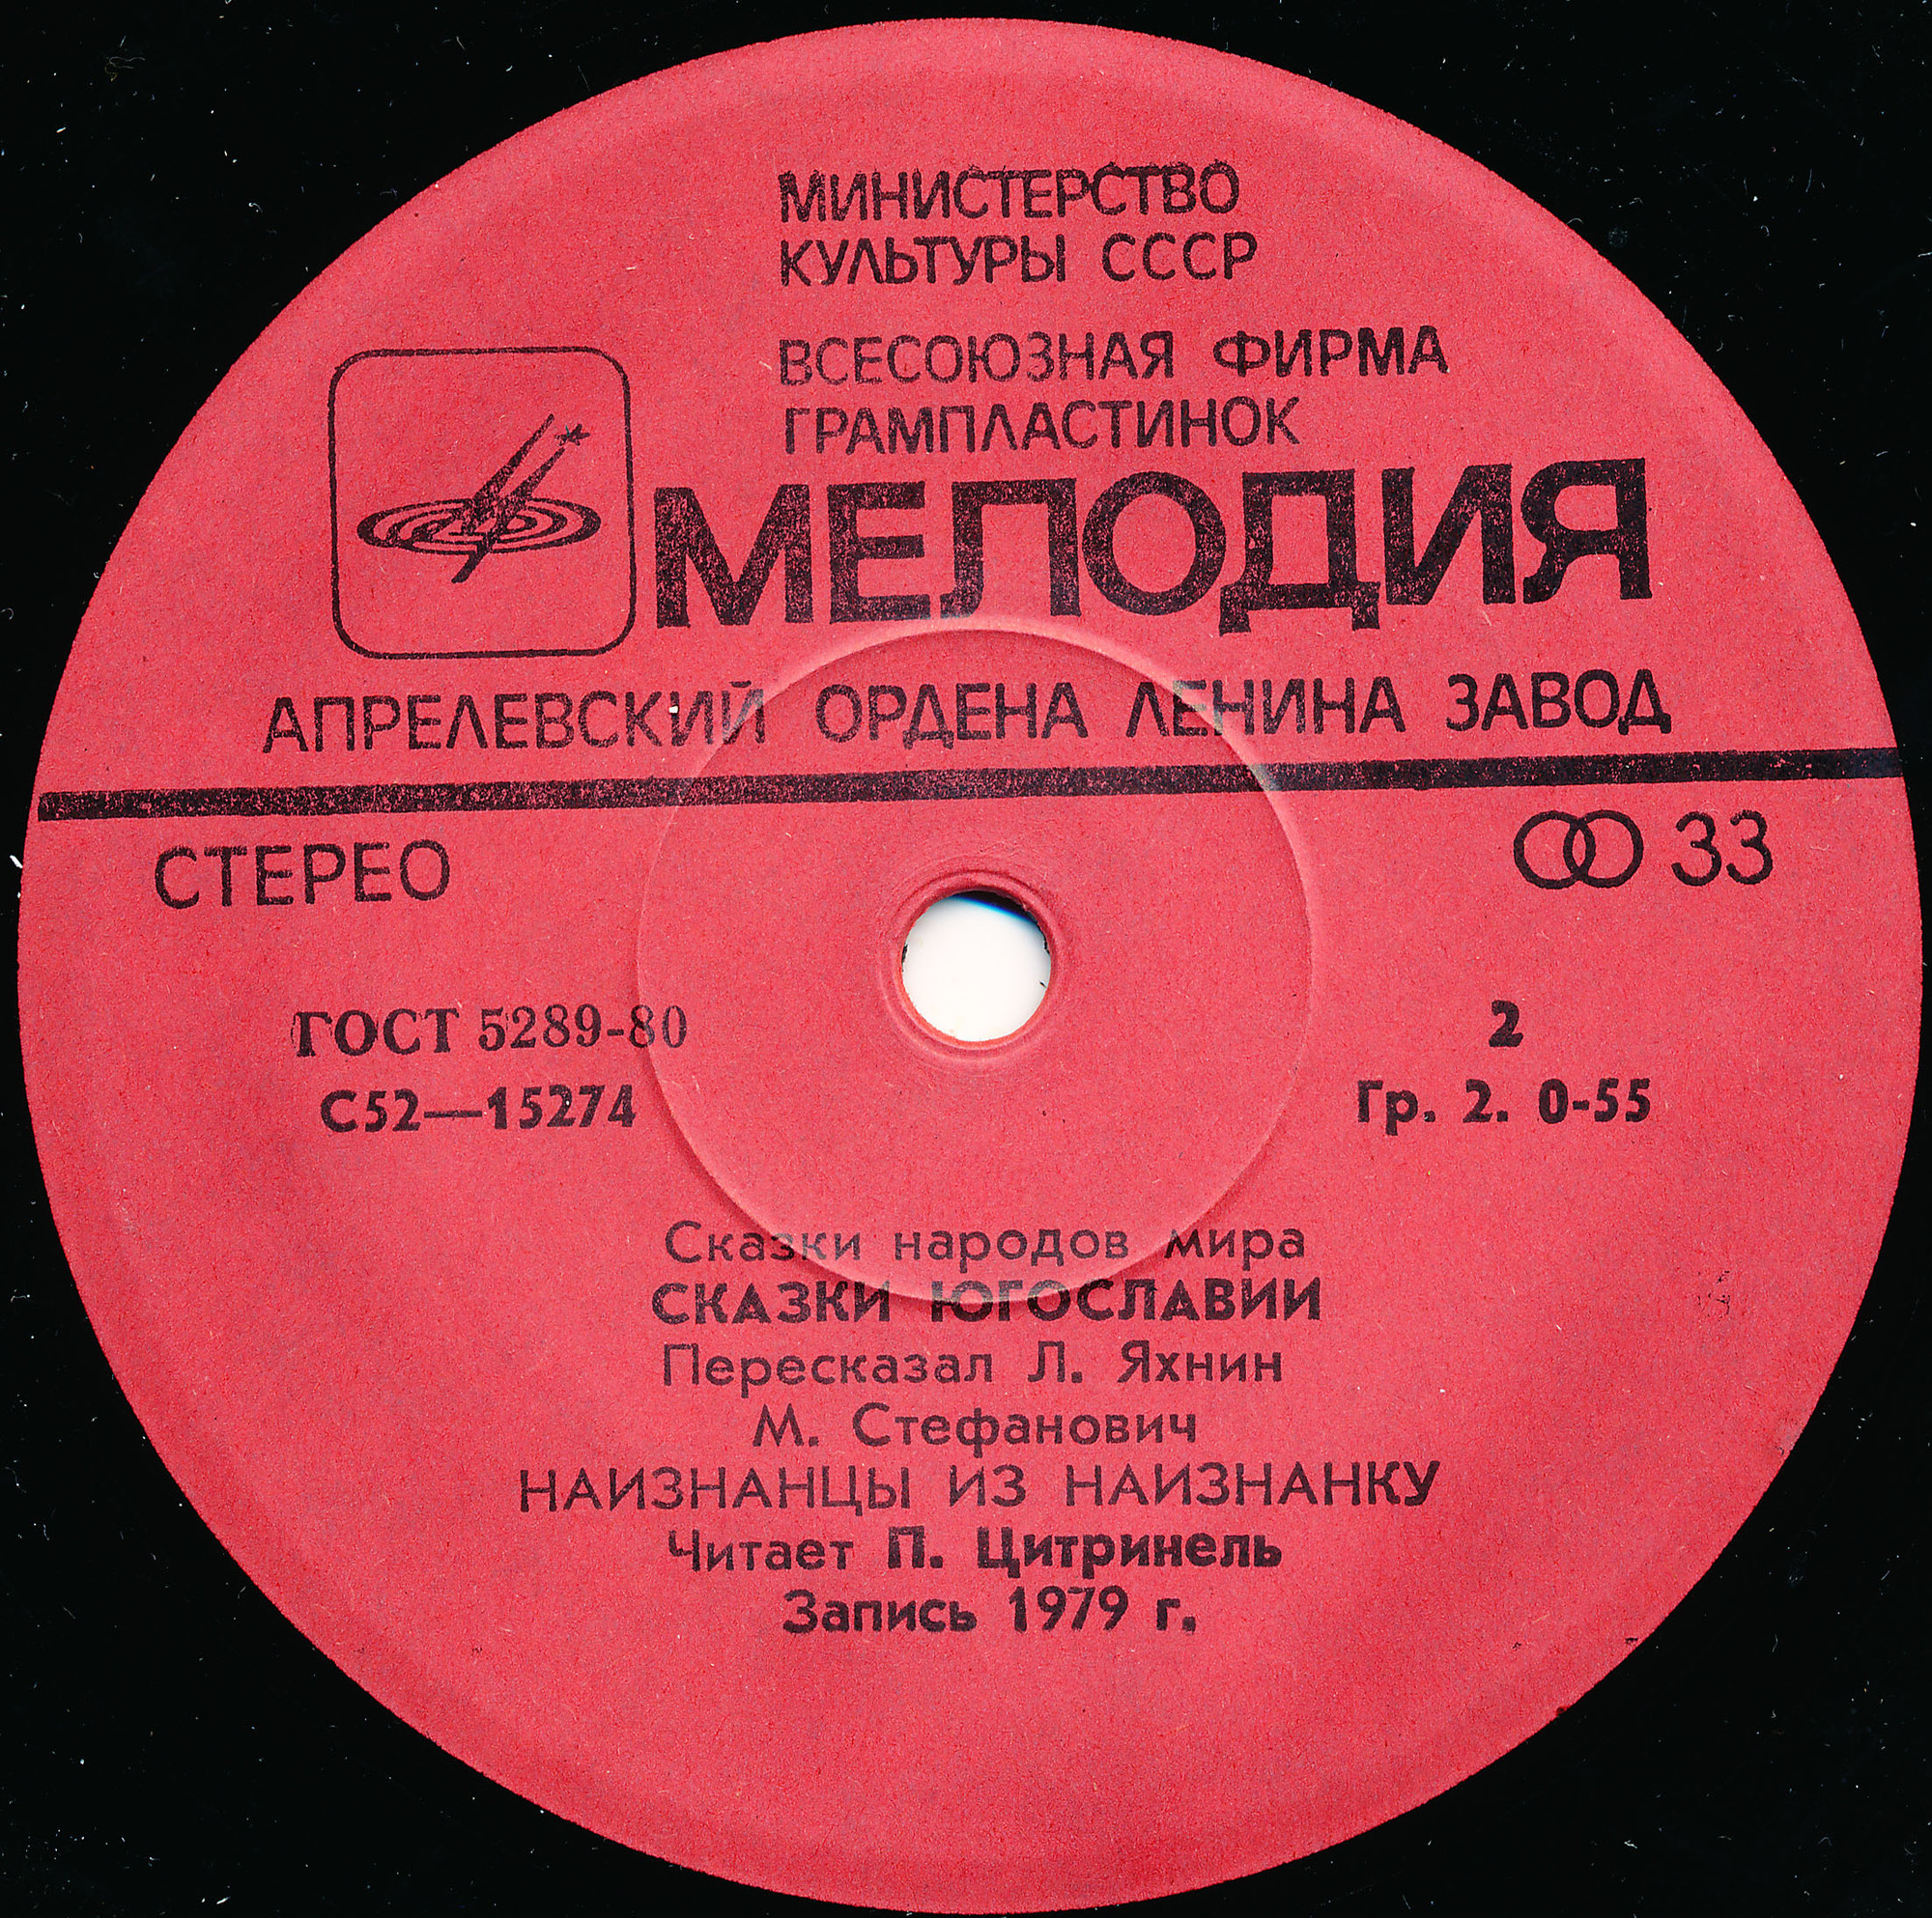 МИНИСТЕРСТВО
КУЛЬТУРЫ СССР
ВСЕСОЮЗНАЯ ФИРМА
ГРАМПЛАСТИНОК
МЕЛОДИЯ
АПРЕЛЕВСКИЙ ОРДЕНА ЛЕНИНА ЗАВОД
СТЕРЕО
33
ГОСТ 5289-80
2
С52—15274
Гр. 2. 0-55
Сказки народов мира
СКАЗКИ ЮГОСЛАВИИ
Пересказал Л. Яхнин
М. Стефанович
НАИЗНАНЦЫ ИЗ НАИЗНАНКУ
Читает П. Цитринель
Запись 1979 г.